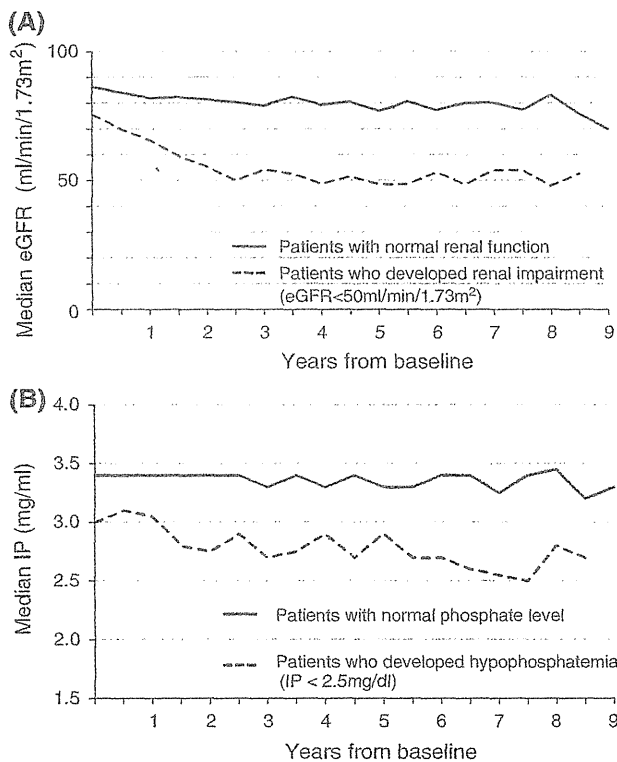 (A)
Median eGFR (ml/min/1.73m²)
100
50
0
Patients with normal renal function
Patients who developed renal impairment
(eGFR<50ml/min/1.73m²)
1 2 3 4 5 6 7 8 9
Years from baseline
(B)
Median IP (mg/ml)
4.0
3.5
3.0
2.5
2.0
1.5
Patients with normal phosphate level
Patients who developed hypophosphatemia
(IP < 2.5mg/dl)
1 2 3 4 5 6 7 8 9
Years from baseline